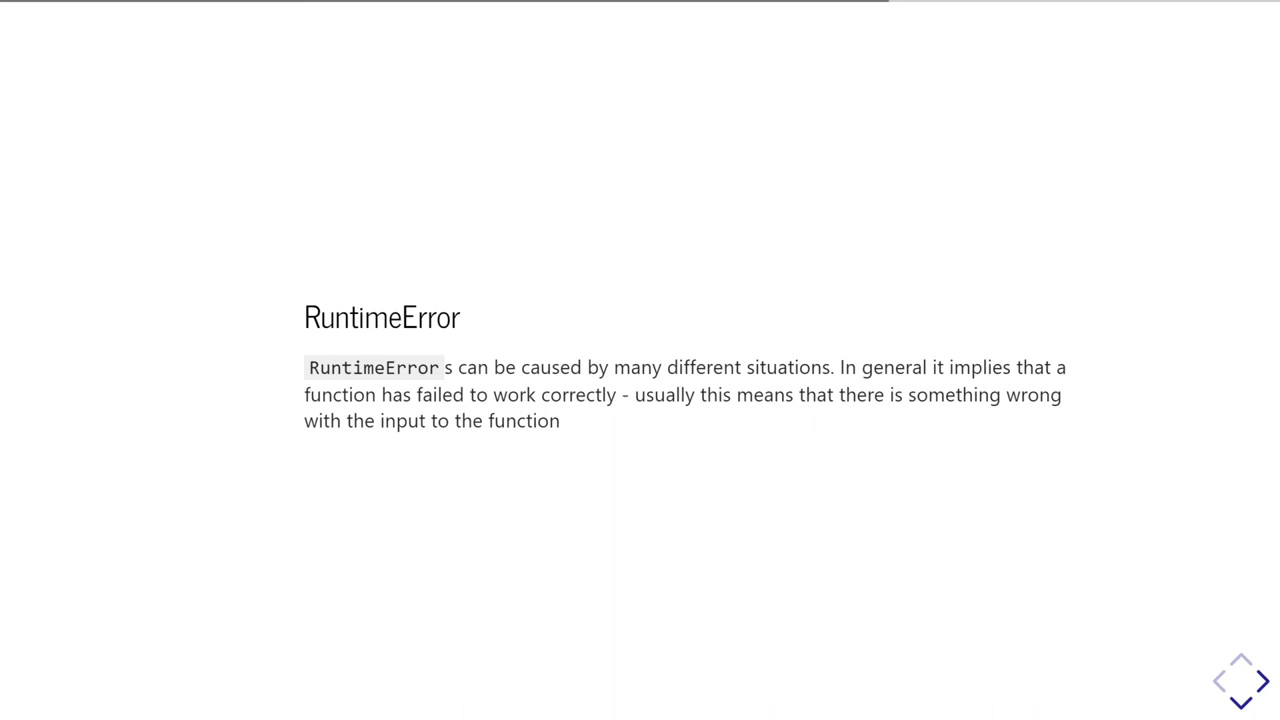 RuntimeError
RuntimeErrors can be caused by many different situations. In general it implies that a
function has failed to work correctly - usually this means that there is something wrong
with the input to the function